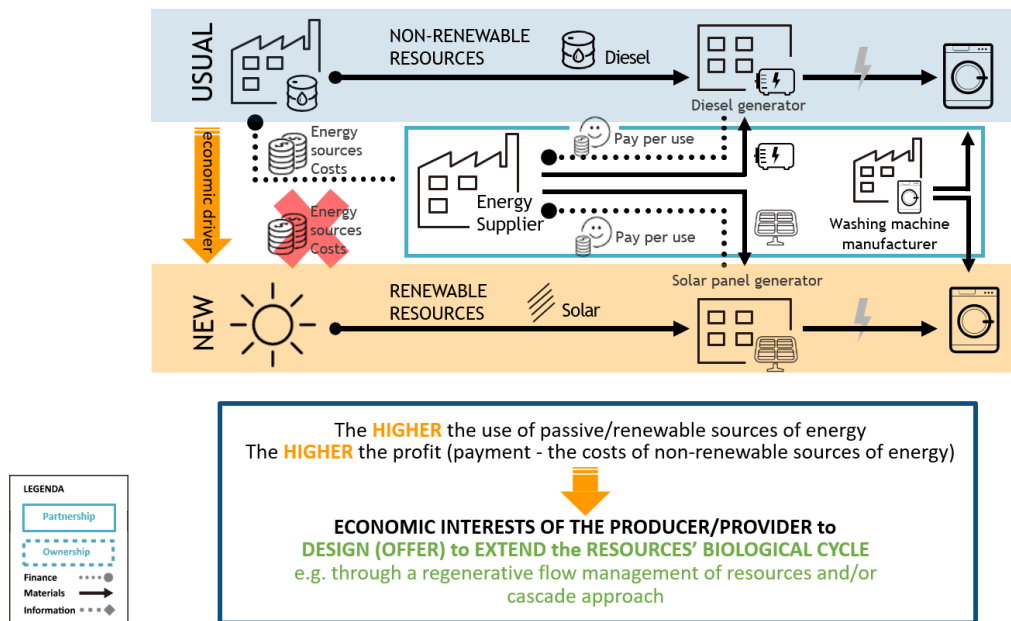 USUAL
NON-RENEWABLE
RESOURCES
Diesel
Diesel generator
economic driver
Energy
sources
Costs
Pay per use
Energy
Supplier
Washing machine
manufacturer
Energy
sources
Costs
Pay per use
Solar panel generator
NEW
RENEWABLE
RESOURCES
Solar
The HIGHER the use of passive/renewable sources of energy
The HIGHER the profit (payment - the costs of non-renewable sources of energy)
ECONOMIC INTERESTS OF THE PRODUCER/PROVIDER to
DESIGN (OFFER) to EXTEND the RESOURCES' BIOLOGICAL CYCLE
e.g. through a regenerative flow management of resources and/or
cascade approach
LEGENDA
Partnership
Ownership
Finance
Materials
Information